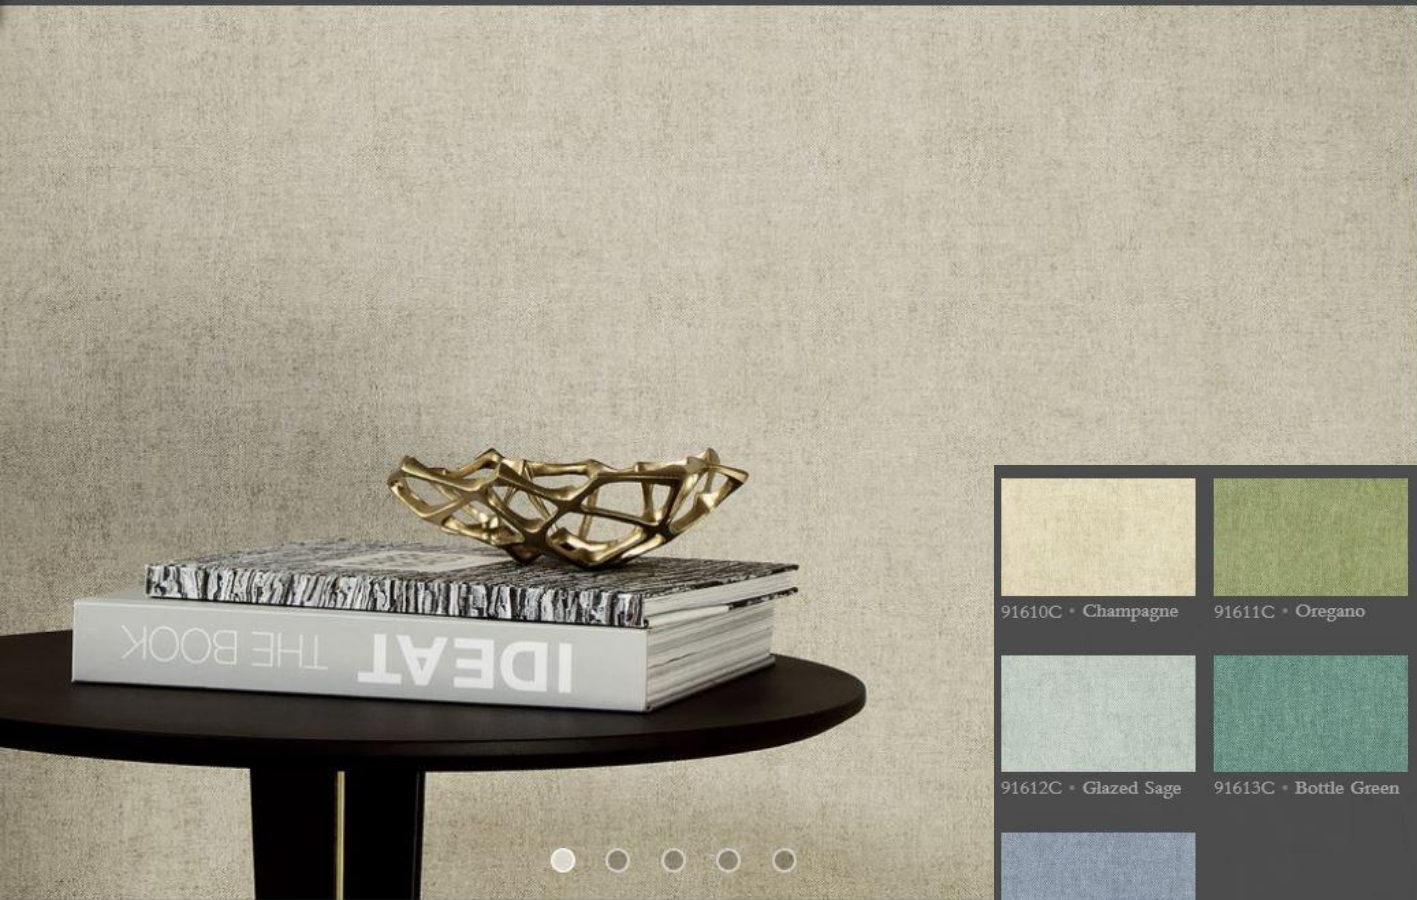 IDEAT THE BOOK
91610C • Champagne
91611C • Oregano
91612C • Glazed Sage
91613C • Bottle Green